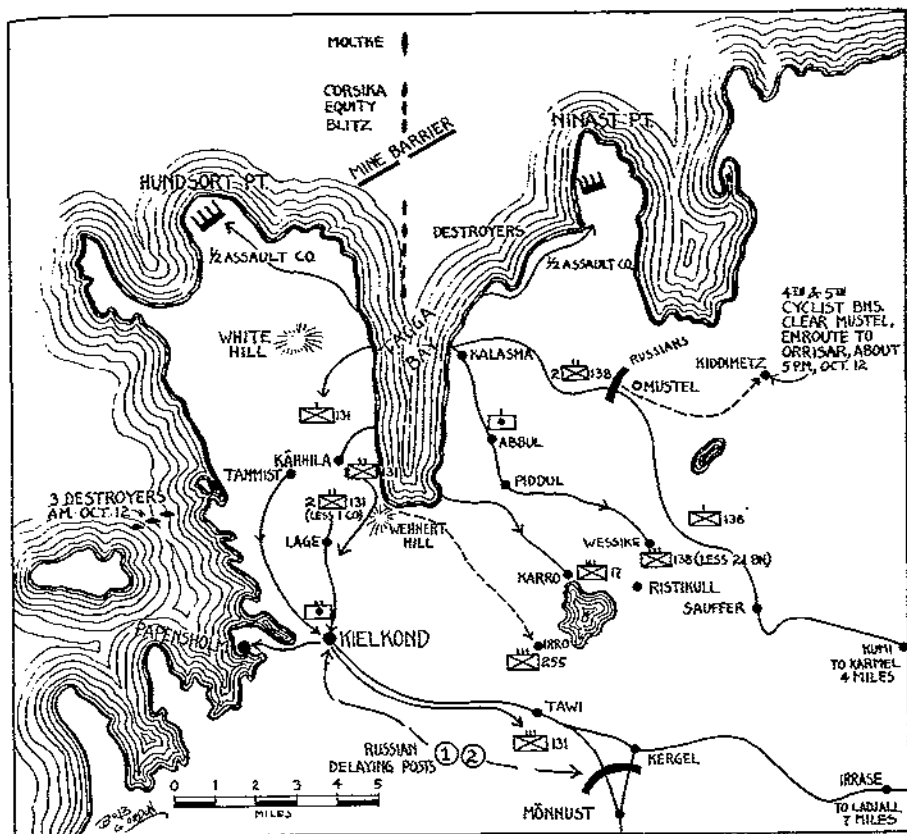 MOLTKE
CORSIKA
EQUITY
BLITZ
MINE BARRIER
NINAST PT.
HUNDSORT PT.
DESTROYERS
½ ASSAULT CO.
½ ASSAULT CO.
4TH & 5TH
CYCLIST BNS.
CLEAR MUSTEL,
ENROUTE TO
ORRISAR, ABOUT
5 PM, OCT. 12
WHITE
HILL
TAGGA
BAY
KALASMA
2
138
RUSSIANS
MUSTEL
KIDDIMETZ
131
ABBUL
KÄHHILA
TAMMIST
131
PIDDUL
3 DESTROYERS
A.M. OCT. 12
2
131
(LESS 1 CO)
WEHNERT
HILL
138
LAGE
WESSIKE
138 (LESS 2d BN)
KARRO
17
RISTIKULL
SAUFFER
PAPENSHOLM
KIELKOND
IRRO
255
KUMI
TO KARMEL
4 MILES
TAWI
131
RUSSIAN
DELAYING POSTS
1 2
KERGEL
MÖNNUST
IRRASE
TO LADJALL
7 MILES
0 1 2 3 4 5
MILES